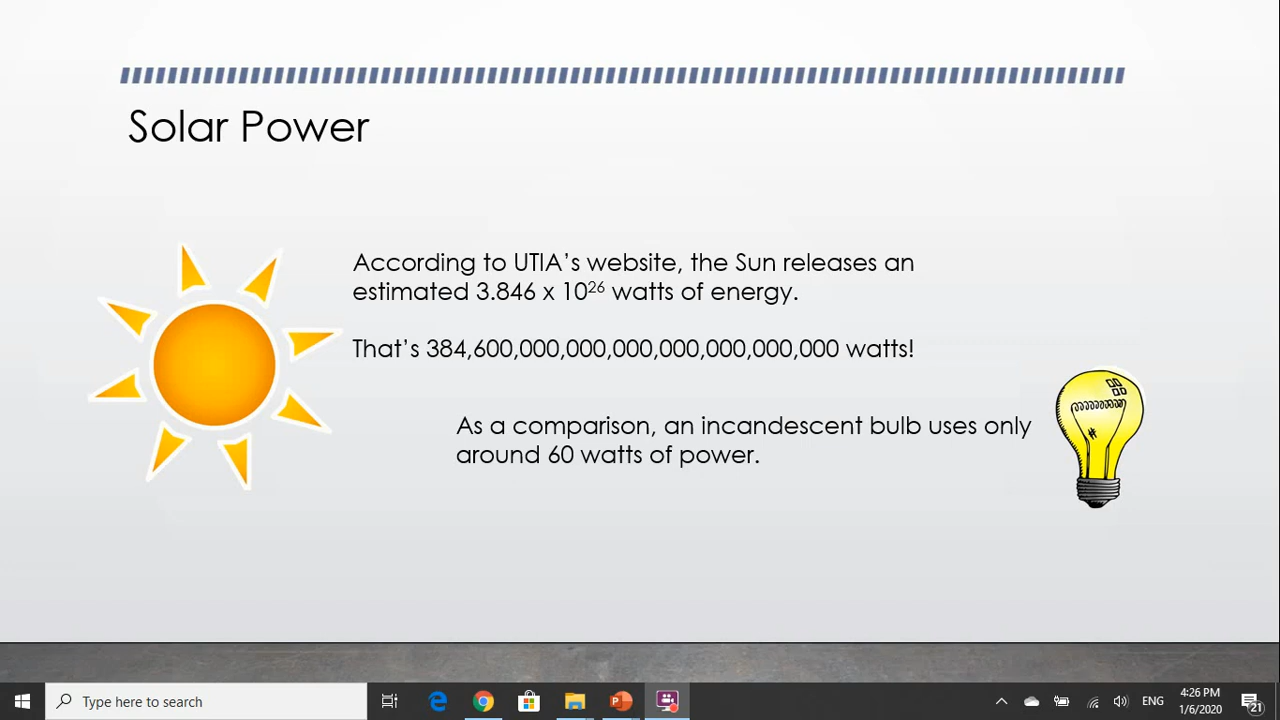 Solar Power
According to UTIA’s website, the Sun releases an
estimated 3.846 x 10²⁶ watts of energy.
That’s 384,600,000,000,000,000,000,000,000 watts!
As a comparison, an incandescent bulb uses only
around 60 watts of power.
Type here to search
ENG
4:26 PM
1/6/2020
21